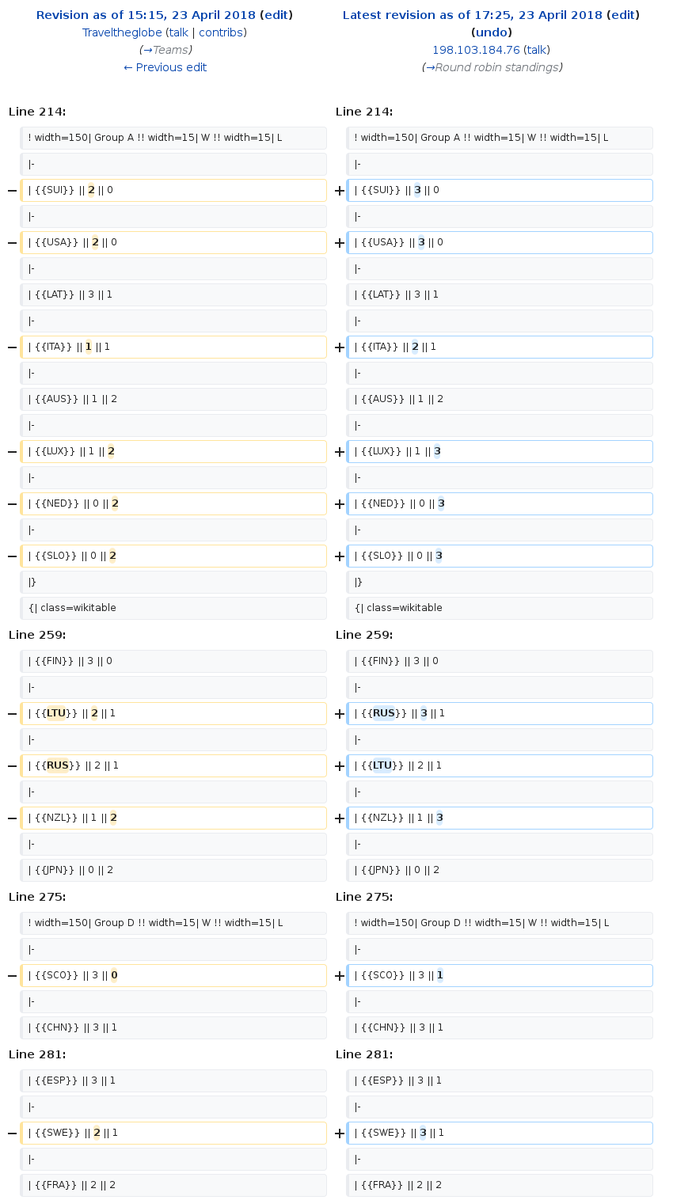 Revision as of 15:15, 23 April 2018 (edit)
Traveltheglobe (talk | contribs)
(→Teams)
← Previous edit
Latest revision as of 17:25, 23 April 2018 (edit)
(undo)
198.103.184.76 (talk)
(→Round robin standings)
Line 214:
Line 214:
! width=150| Group A !! width=15| W !! width=15| L
! width=150| Group A !! width=15| W !! width=15| L
|-
|-
− | {{SUI}} || 2 || 0
+ | {{SUI}} || 3 || 0
|-
|-
− | {{USA}} || 2 || 0
+ | {{USA}} || 3 || 0
|-
|-
| {{LAT}} || 3 || 1
| {{LAT}} || 3 || 1
|-
|-
− | {{ITA}} || 1 || 1
+ | {{ITA}} || 2 || 1
|-
|-
| {{AUS}} || 1 || 2
| {{AUS}} || 1 || 2
|-
|-
− | {{LUX}} || 1 || 2
+ | {{LUX}} || 1 || 3
|-
|-
− | {{NED}} || 0 || 2
+ | {{NED}} || 0 || 3
|-
|-
− | {{SLO}} || 0 || 2
+ | {{SLO}} || 0 || 3
|}
|}
{| class=wikitable
{| class=wikitable
Line 259:
Line 259:
| {{FIN}} || 3 || 0
| {{FIN}} || 3 || 0
|-
|-
− | {{LTU}} || 2 || 1
+ | {{RUS}} || 3 || 1
|-
|-
− | {{RUS}} || 2 || 1
+ | {{LTU}} || 2 || 1
|-
|-
− | {{NZL}} || 1 || 2
+ | {{NZL}} || 1 || 3
|-
|-
| {{JPN}} || 0 || 2
| {{JPN}} || 0 || 2
Line 275:
Line 275:
! width=150| Group D !! width=15| W !! width=15| L
! width=150| Group D !! width=15| W !! width=15| L
|-
|-
− | {{SCO}} || 3 || 0
+ | {{SCO}} || 3 || 1
|-
|-
| {{CHN}} || 3 || 1
| {{CHN}} || 3 || 1
Line 281:
Line 281:
| {{ESP}} || 3 || 1
| {{ESP}} || 3 || 1
|-
|-
− | {{SWE}} || 2 || 1
+ | {{SWE}} || 3 || 1
|-
|-
| {{FRA}} || 2 || 2
| {{FRA}} || 2 || 2